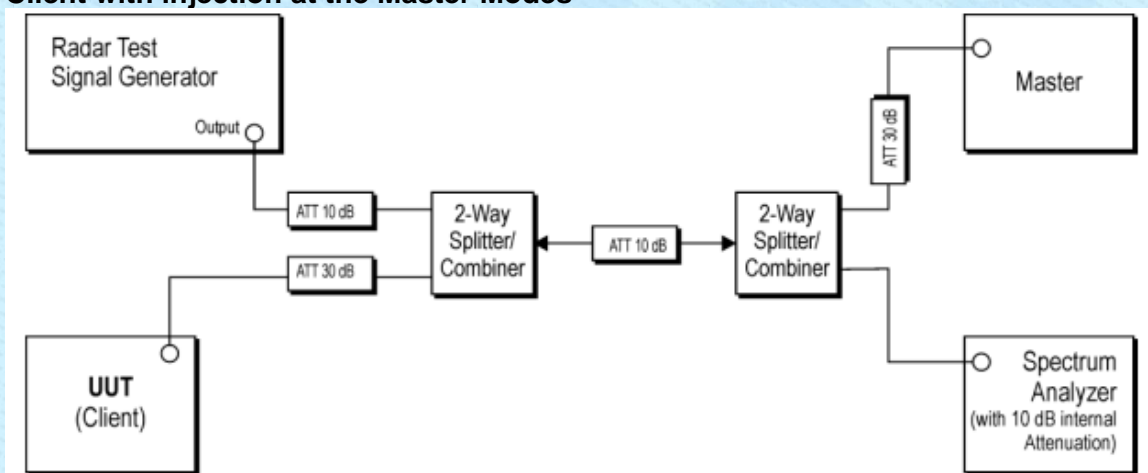 Client with Injection at the Master Modes
Radar Test
Signal Generator
Output
ATT 10 dB
ATT 30 dB
UUT
(Client)
2-Way
Splitter/
Combiner
ATT 10 dB
2-Way
Splitter/
Combiner
ATT 30 dB
Master
Spectrum
Analyzer
(with 10 dB internal
Attenuation)